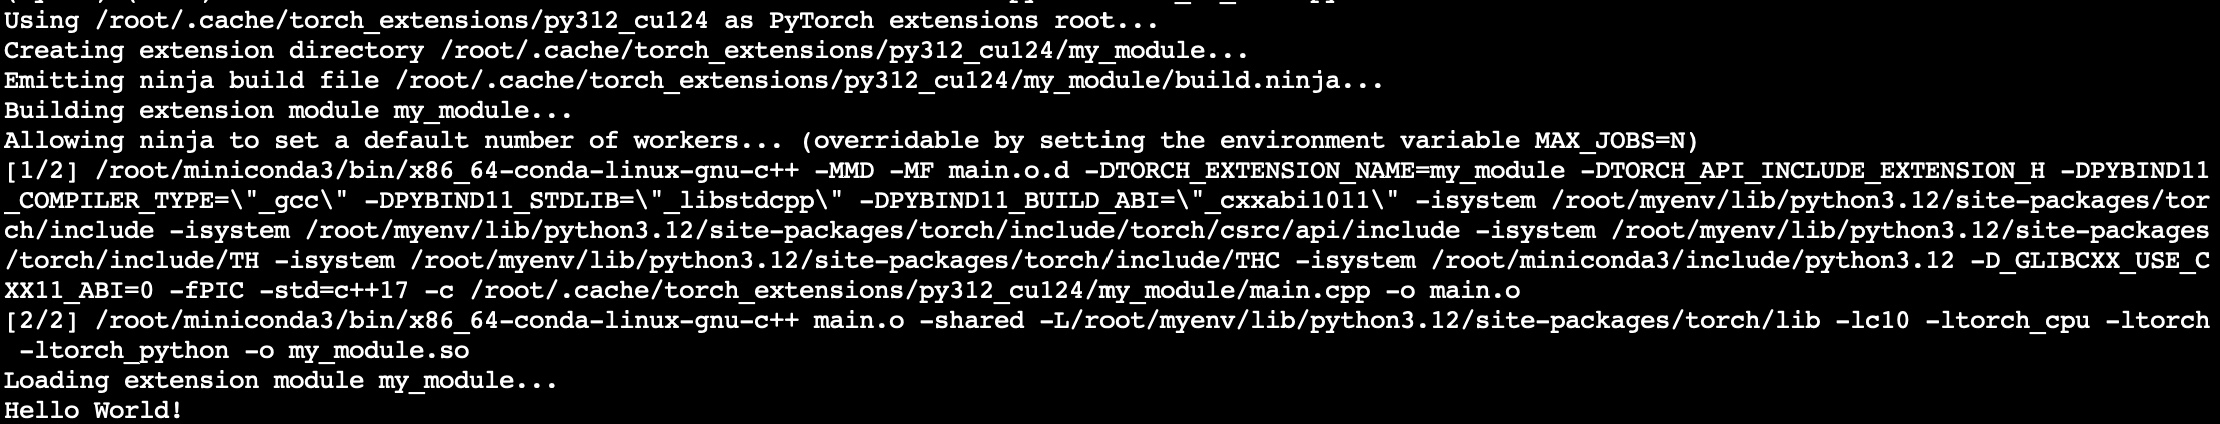 Using /root/.cache/torch_extensions/py312_cu124 as PyTorch extensions root...
Creating extension directory /root/.cache/torch_extensions/py312_cu124/my_module...
Emitting ninja build file /root/.cache/torch_extensions/py312_cu124/my_module/build.ninja...
Building extension module my_module...
Allowing ninja to set a default number of workers... (overridable by setting the environment variable MAX_JOBS=N)
[1/2] /root/miniconda3/bin/x86_64-conda-linux-gnu-c++ -MMD -MF main.o.d -DTORCH_EXTENSION_NAME=my_module -DTORCH_API_INCLUDE_EXTENSION_H -DPYBIND11
_COMPILER_TYPE=\"_gcc\" -DPYBIND11_STDLIB=\"_libstdcpp\" -DPYBIND11_BUILD_ABI=\"_cxxabi1011\" -isystem /root/myenv/lib/python3.12/site-packages/tor
ch/include -isystem /root/myenv/lib/python3.12/site-packages/torch/include/torch/csrc/api/include -isystem /root/myenv/lib/python3.12/site-packages
/torch/include/TH -isystem /root/myenv/lib/python3.12/site-packages/torch/include/THC -isystem /root/miniconda3/include/python3.12 -D_GLIBCXX_USE_C
XX11_ABI=0 -fPIC -std=c++17 -c /root/.cache/torch_extensions/py312_cu124/my_module/main.cpp -o main.o
[2/2] /root/miniconda3/bin/x86_64-conda-linux-gnu-c++ main.o -shared -L/root/myenv/lib/python3.12/site-packages/torch/lib -lc10 -ltorch_cpu -ltorch
 -ltorch_python -o my_module.so
Loading extension module my_module...
Hello World!